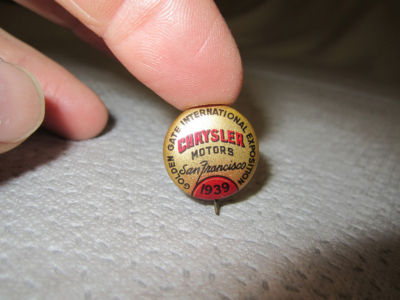 GOLDEN GATE INTERNATIONAL EXPOSITION
CHRYSLER
MOTORS
San Francisco
1939